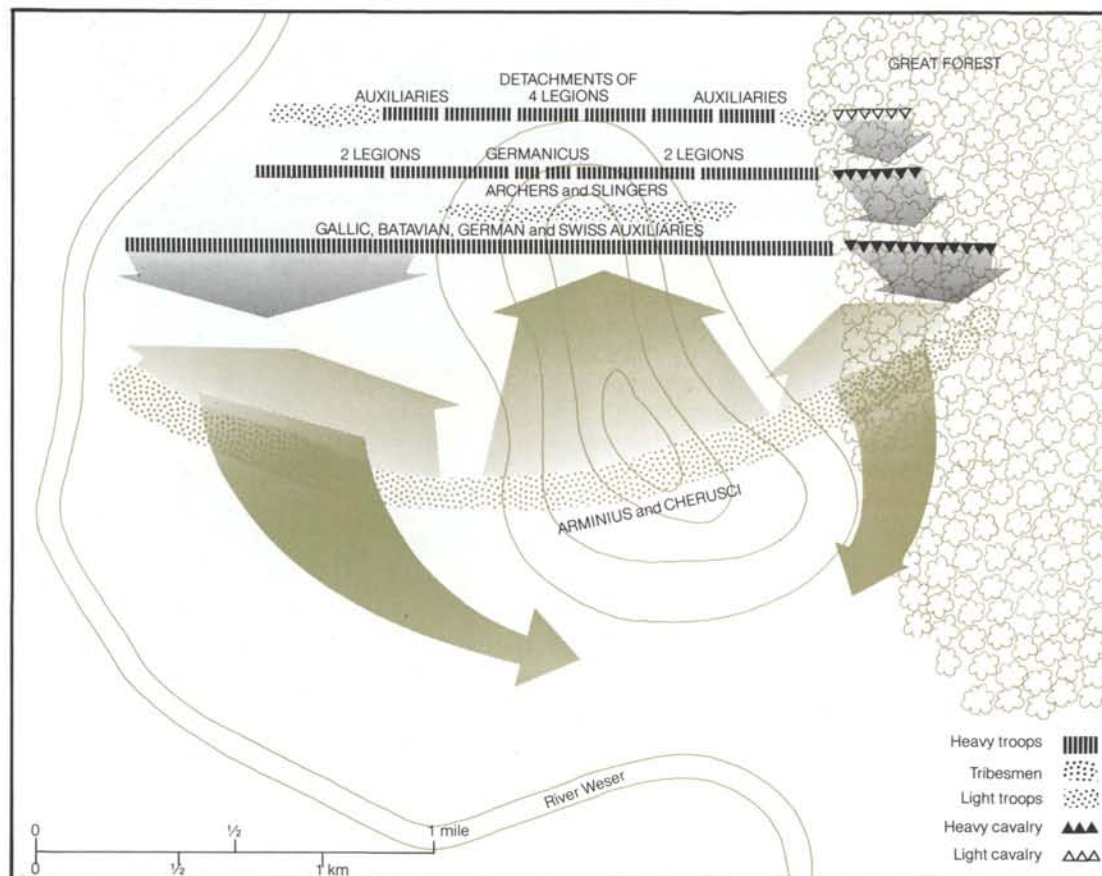 GREAT FOREST
DETACHMENTS OF
AUXILIARIES 4 LEGIONS AUXILIARIES
2 LEGIONS GERMANICUS 2 LEGIONS
ARCHERS and SLINGERS
GALLIC, BATAVIAN, GERMAN and SWISS AUXILIARIES
ARMINIUS and CHERUSCI
River Weser
Heavy troops
Tribesmen
Light troops
Heavy cavalry
Light cavalry
0 ½ 1 mile
0 ½ 1 km